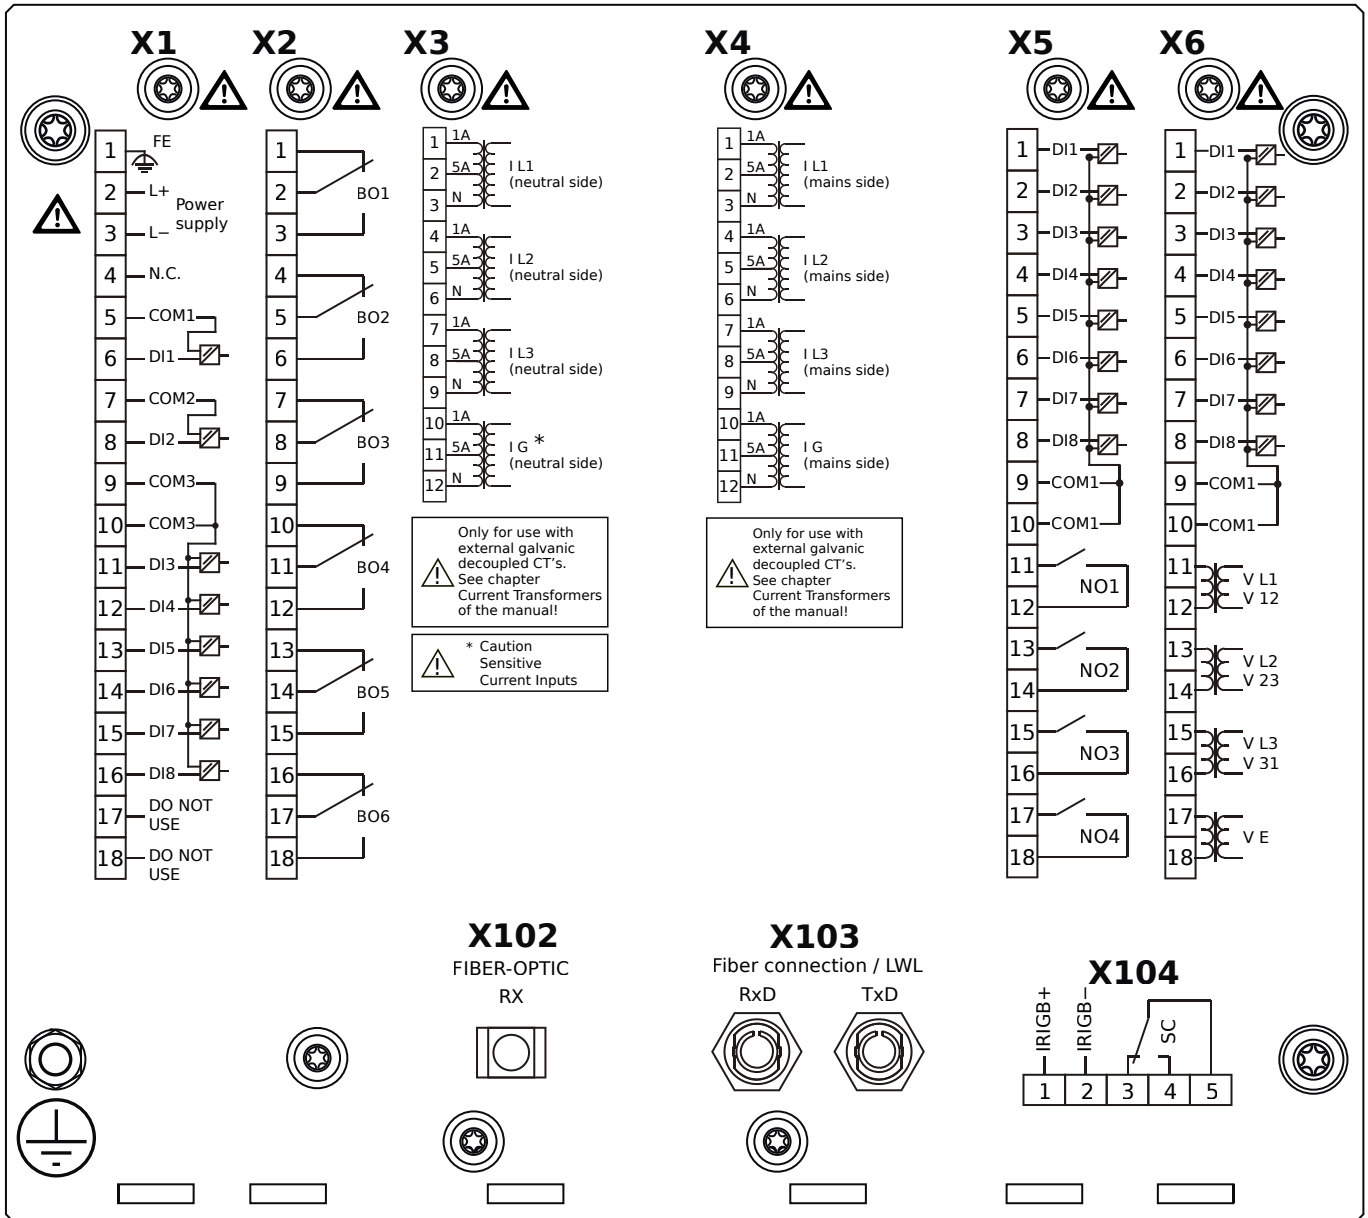 X1
X2
X3
X4
X5
X6
1
FE
2
L+
Power
supply
3
L−
4
N.C.
5
COM1
6
DI1
7
COM2
8
DI2
9
COM3
10
COM3
11
DI3
12
DI4
13
DI5
14
DI6
15
DI7
16
DI8
17
DO NOT
USE
18
DO NOT
USE
1
2
BO1
3
4
5
BO2
6
7
8
BO3
9
10
11
BO4
12
13
14
BO5
15
16
17
BO6
18
1
1A
2
5A
I L1
(neutral side)
3
N
4
1A
5
5A
I L2
(neutral side)
6
N
7
1A
8
5A
I L3
(neutral side)
9
N
10
1A
11
5A
I G *
(neutral side)
12
N
Only for use with
external galvanic
decoupled CT's.
See chapter
Current Transformers
of the manual!
* Caution
Sensitive
Current Inputs
1
1A
2
5A
I L1
(mains side)
3
N
4
1A
5
5A
I L2
(mains side)
6
N
7
1A
8
5A
I L3
(mains side)
9
N
10
1A
11
5A
I G
(mains side)
12
N
Only for use with
external galvanic
decoupled CT's.
See chapter
Current Transformers
of the manual!
1
DI1
2
DI2
3
DI3
4
DI4
5
DI5
6
DI6
7
DI7
8
DI8
9
COM1
10
COM1
11
NO1
12
13
NO2
14
15
NO3
16
17
NO4
18
1
DI1
2
DI2
3
DI3
4
DI4
5
DI5
6
DI6
7
DI7
8
DI8
9
COM1
10
COM1
11
V L1
V 12
12
13
V L2
V 23
14
15
V L3
V 31
16
17
V E
18
X102
FIBER-OPTIC
RX
X103
Fiber connection / LWL
RxD
TxD
X104
IRIGB+
IRIGB−
SC
1
2
3
4
5